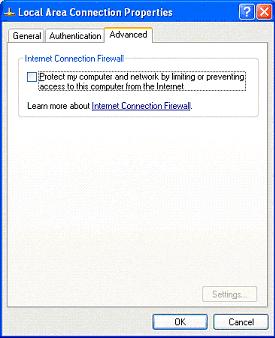 Local Area Connection Properties
General Authentication Advanced
Internet Connection Firewall
Protect my computer and network by limiting or preventing
access to this computer from the Internet
Learn more about Internet Connection Firewall.
Settings...
OK Cancel